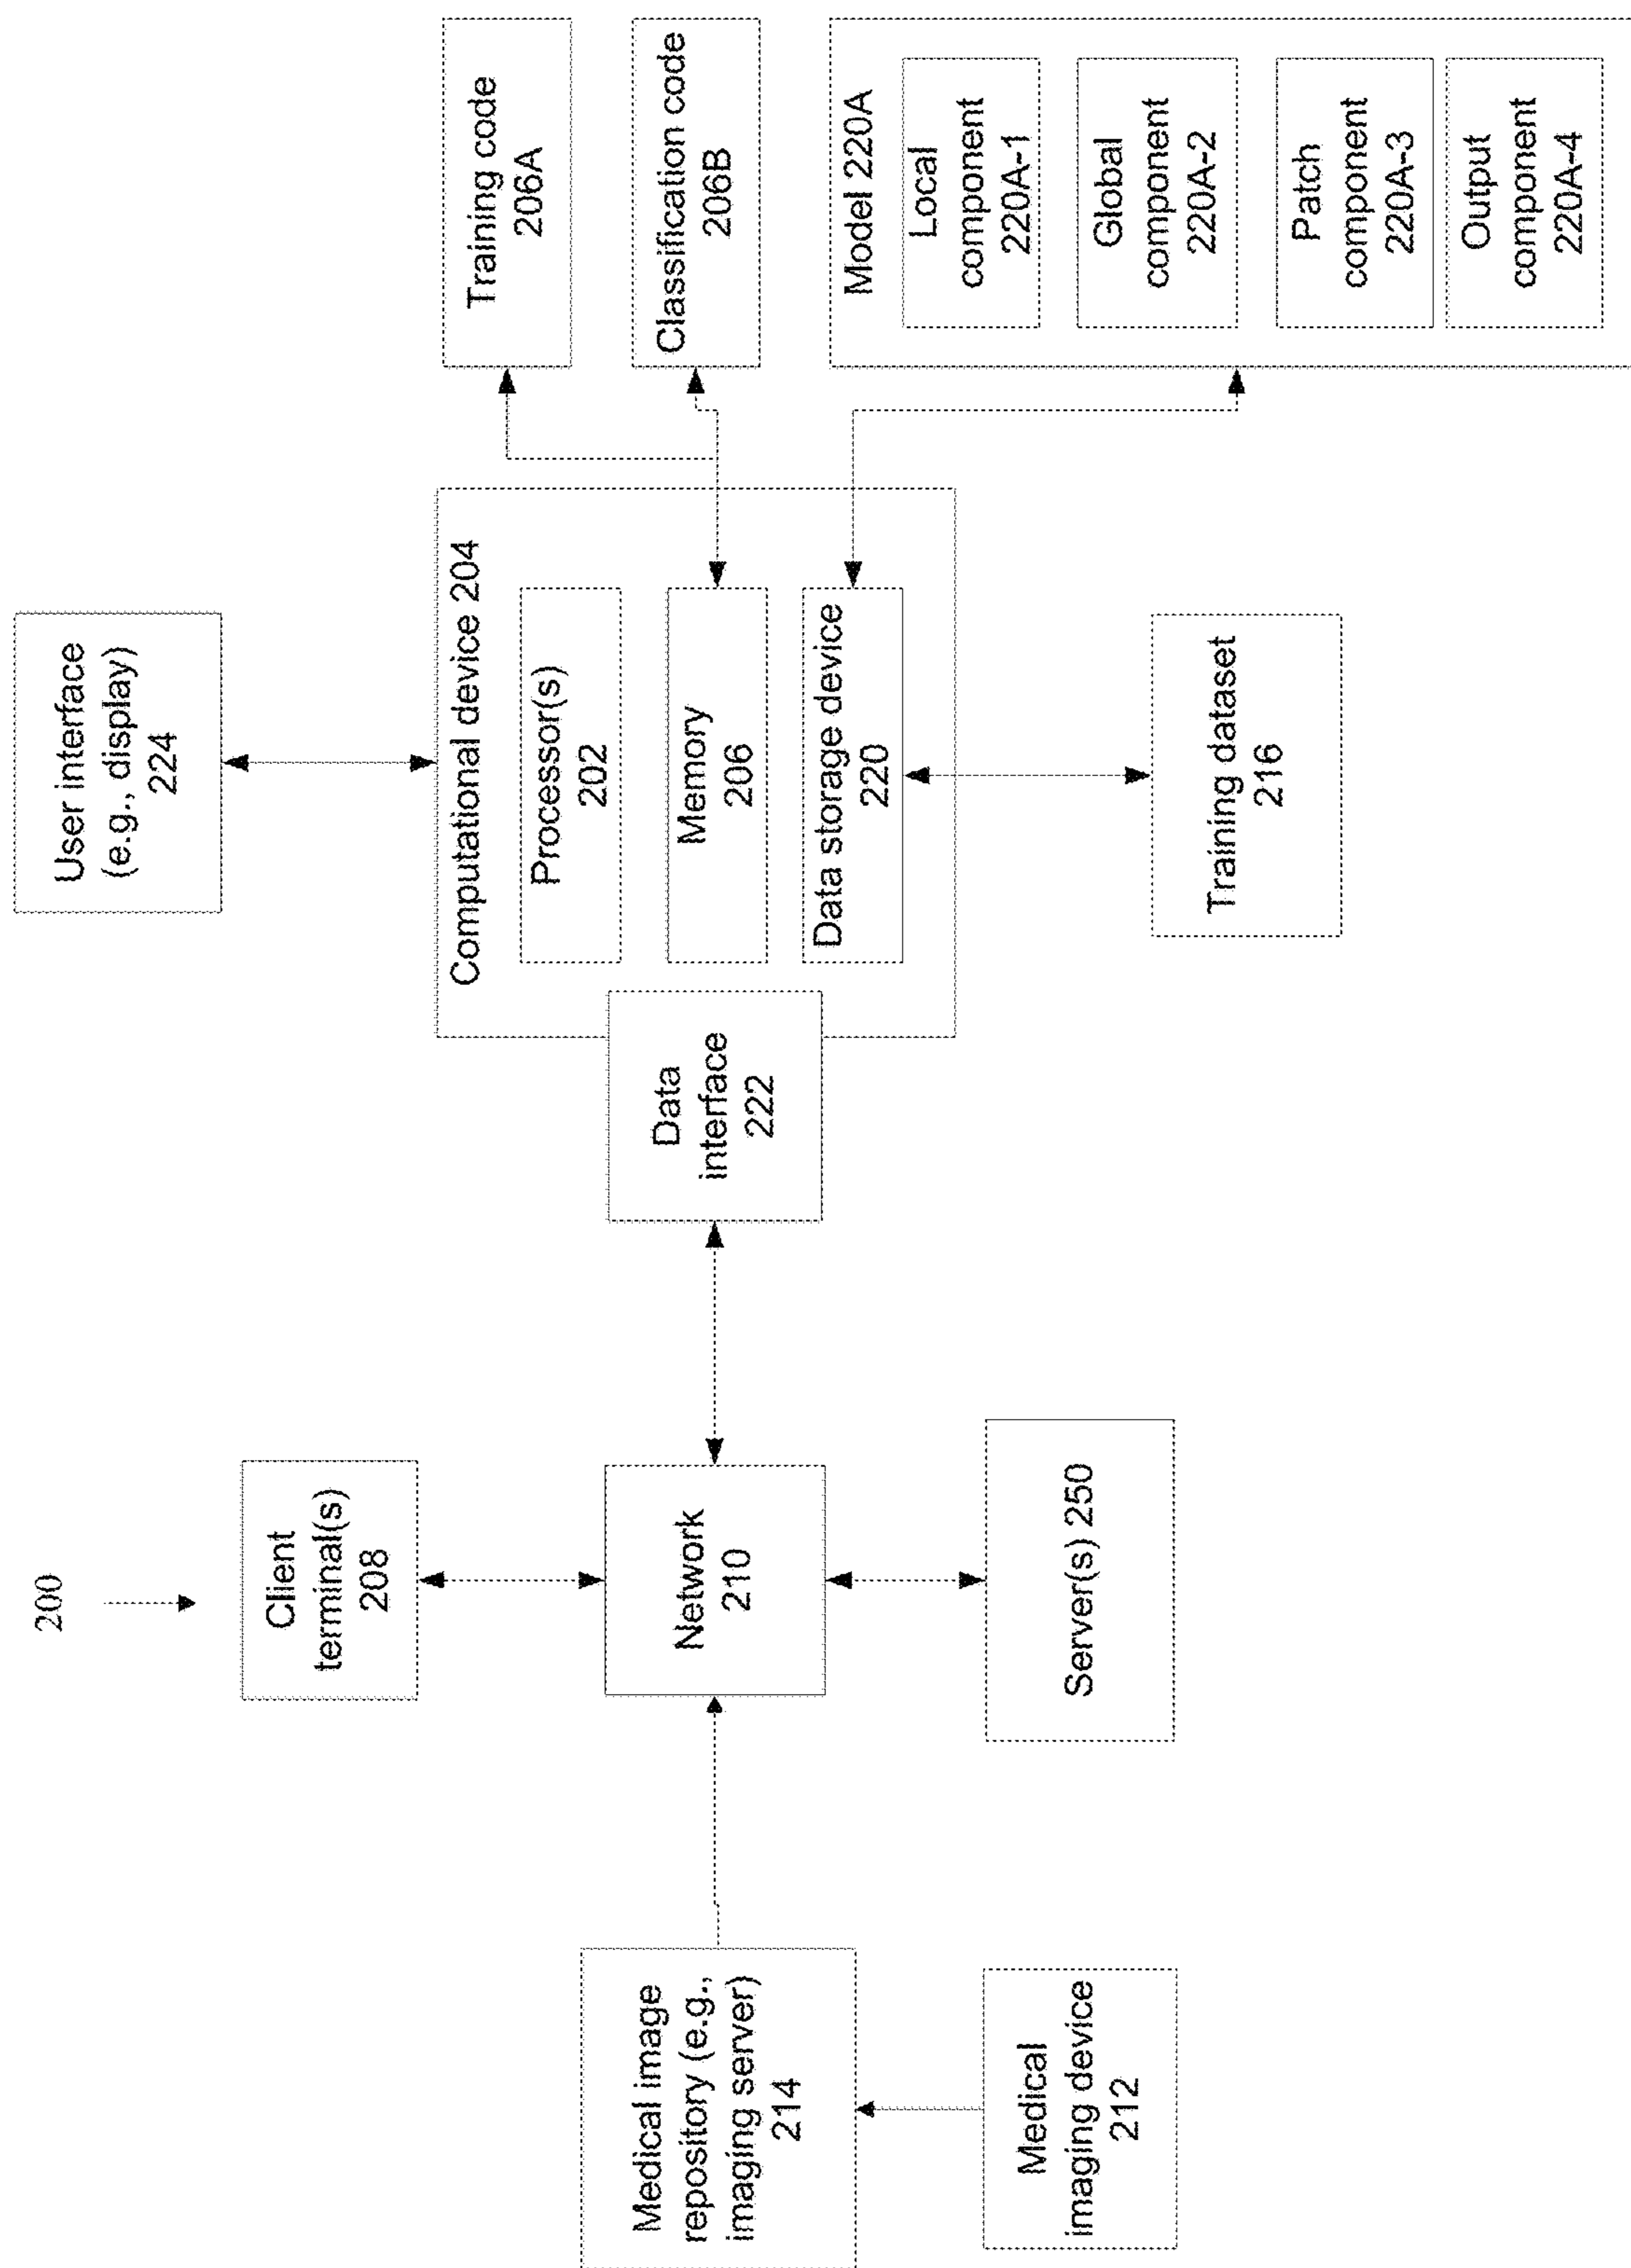 200
Medical image
repository (e.g.,
imaging server)
214
Medical
imaging device
212
Client
terminal(s)
208
Network
210
Server(s) 250
Data
interface
222
User interface
(e.g., display)
224
Computational device 204
Processor(s)
202
Memory
206
Data storage device
220
Training dataset
216
Training code
206A
Classification code
206B
Model 220A
Local
component
220A-1
Global
component
220A-2
Patch
component
220A-3
Output
component
220A-4